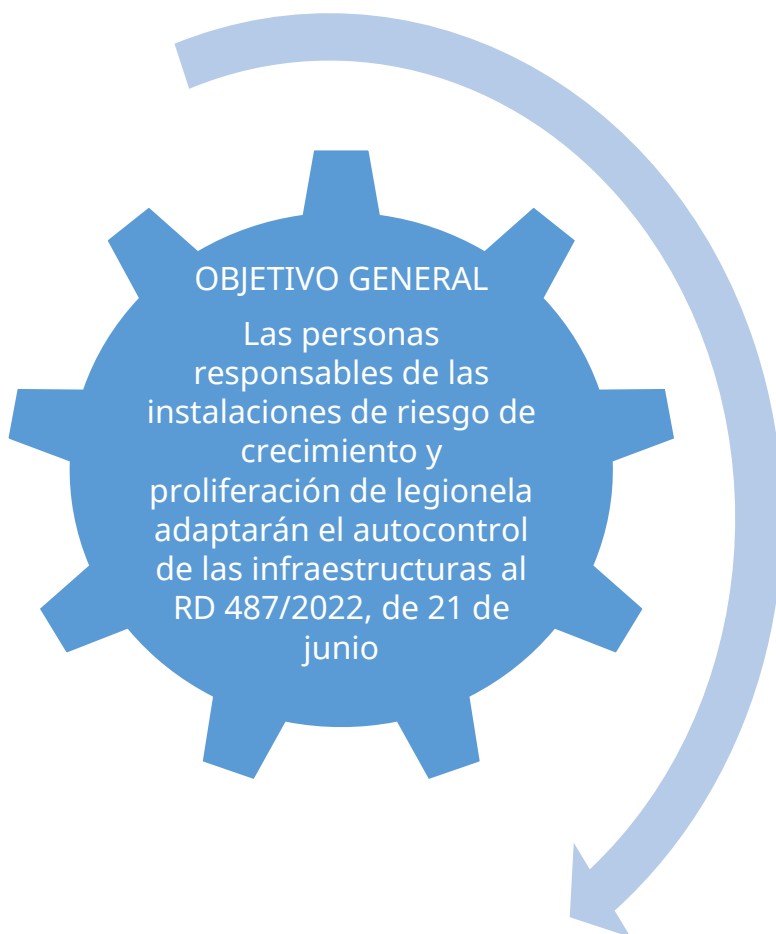 OBJETIVO GENERAL
Las personas
responsables de las
instalaciones de riesgo de
crecimiento y
proliferación de legionela
adaptarán el autocontrol
de las infraestructuras al
RD 487/2022, de 21 de
junio